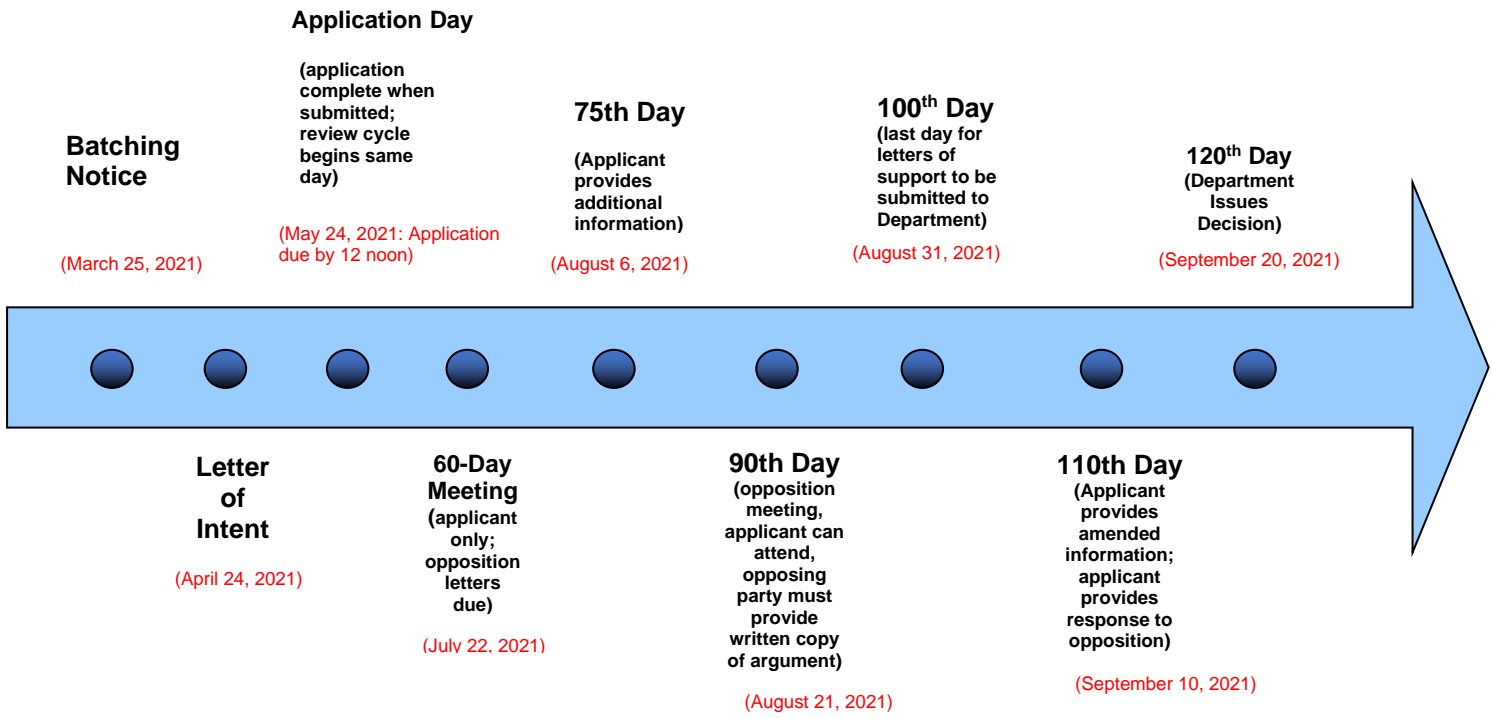 Application Day
(application
complete when
submitted;
review cycle
begins same
day)
(May 24, 2021: Application
due by 12 noon)
Batching
Notice
(March 25, 2021)
75th Day
(Applicant
provides
additional
information)
(August 6, 2021)
100th Day
(last day for
letters of
support to be
submitted to
Department)
(August 31, 2021)
120th Day
(Department
Issues
Decision)
(September 20, 2021)
Letter
of
Intent
(April 24, 2021)
60-Day
Meeting
(applicant
only;
opposition
letters
due)
(July 22, 2021)
90th Day
(opposition
meeting,
applicant can
attend,
opposing
party must
provide
written copy
of argument)
(August 21, 2021)
110th Day
(Applicant
provides
amended
information;
applicant
provides
response to
opposition)
(September 10, 2021)